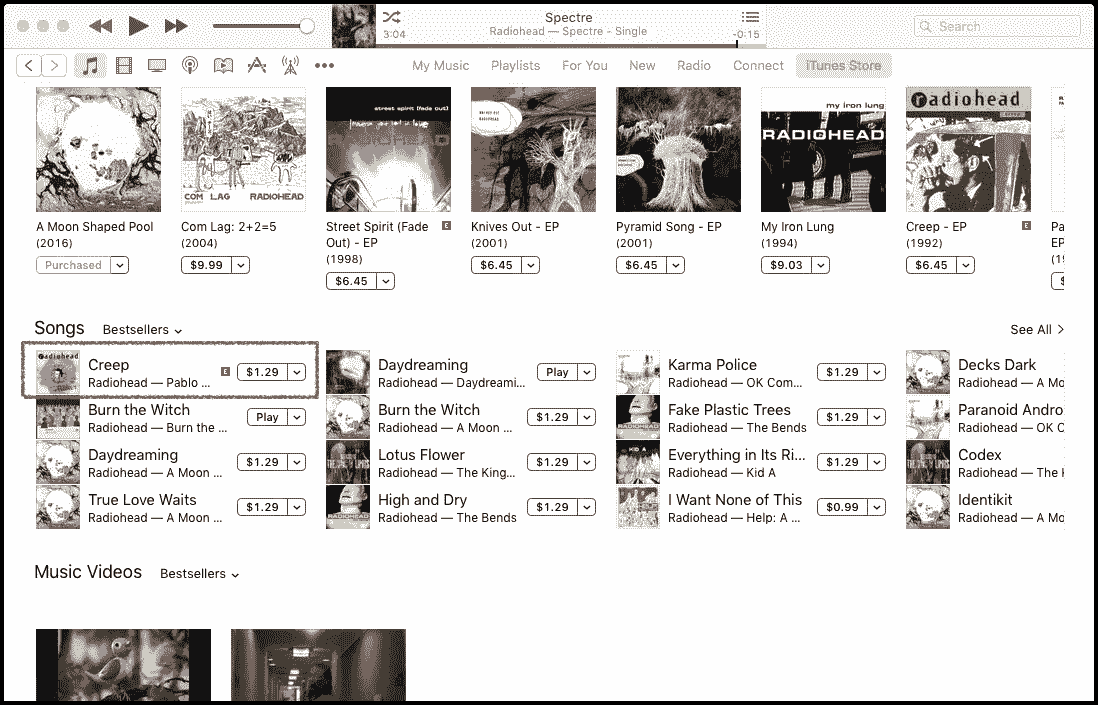 Spectre
Radiohead — Spectre - Single
3:04
-0:15
Search
My Music Playlists For You New Radio Connect iTunes Store
street spirit (fade out)
my iron lung
RADIOHEAD
radiohead
COM LAG RADIOHEAD
A Moon Shaped Pool
(2016)
Purchased
Com Lag: 2+2=5
(2004)
$9.99
Street Spirit (Fade E
Out) - EP
(1998)
$6.45
Knives Out - EP
(2001)
$6.45
Pyramid Song - EP
(2001)
$6.45
My Iron Lung
(1994)
$9.03
Creep - EP E
(1992)
$6.45
Pa
EP
(19
$
Songs Bestsellers
See All
radiohead
Creep E $1.29
Radiohead — Pablo ...
Burn the Witch Play
Radiohead — Burn the ...
Daydreaming $1.29
Radiohead — A Moon ...
True Love Waits $1.29
Radiohead — A Moon ...
Daydreaming Play
Radiohead — Daydreami...
Burn the Witch $1.29
Radiohead — A Moon ...
Lotus Flower $1.29
Radiohead — The King...
High and Dry $1.29
Radiohead — The Bends
Karma Police $1.29
Radiohead — OK Com...
Fake Plastic Trees $1.29
Radiohead — The Bends
Everything in Its Ri... $1.29
Radiohead — Kid A
I Want None of This $0.99
Radiohead — Help: A ...
Decks Dark
Radiohead — A Mo
Paranoid Andro
Radiohead — OK C
Codex
Radiohead — The K
Identikit
Radiohead — A Mo
Music Videos Bestsellers